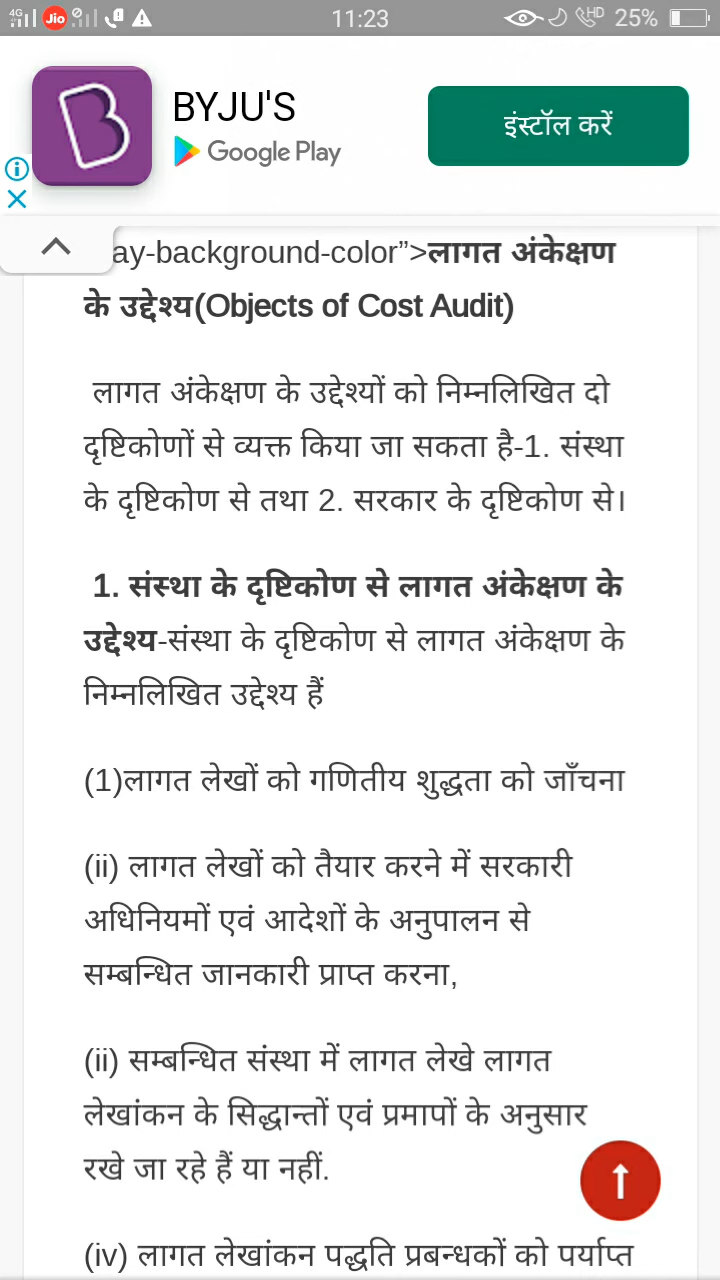 4G Jio 11:23 HD 25%
BYJU'S
Google Play
इंस्टॉल करें
ay-background-color”>लागत अंकेक्षण
के उद्देश्य(Objects of Cost Audit)
लागत अंकेक्षण के उद्देश्यों को निम्नलिखित दो
दृष्टिकोणों से व्यक्त किया जा सकता है-1. संस्था
के दृष्टिकोण से तथा 2. सरकार के दृष्टिकोण से।
1. संस्था के दृष्टिकोण से लागत अंकेक्षण के
उद्देश्य-संस्था के दृष्टिकोण से लागत अंकेक्षण के
निम्नलिखित उद्देश्य हैं
(1)लागत लेखों को गणितीय शुद्धता को जाँचना
(ii) लागत लेखों को तैयार करने में सरकारी
अधिनियमों एवं आदेशों के अनुपालन से
सम्बन्धित जानकारी प्राप्त करना,
(ii) सम्बन्धित संस्था में लागत लेखे लागत
लेखांकन के सिद्धान्तों एवं प्रमापों के अनुसार
रखे जा रहे हैं या नहीं.
(iv) लागत लेखांकन पद्धति प्रबन्धकों को पर्याप्त